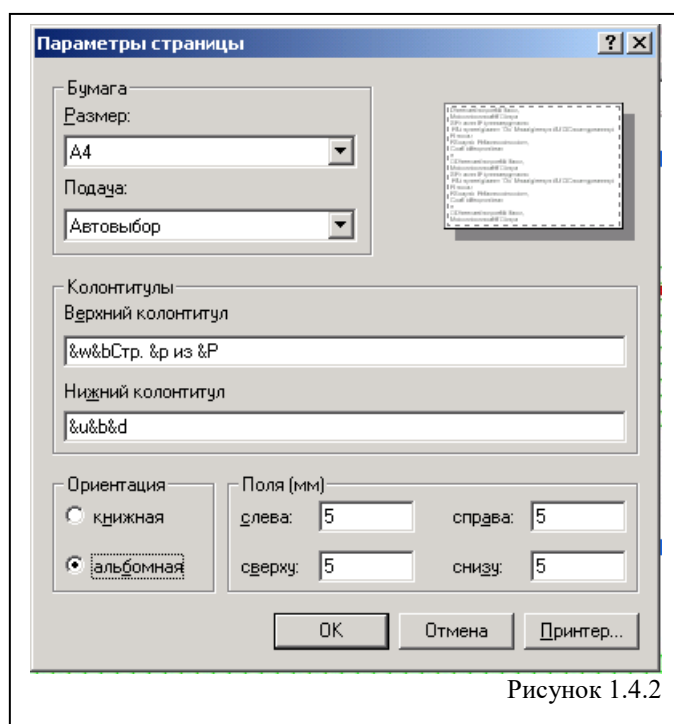 Параметры страницы
Бумага
Размер:
A4
Подача:
Автовыбор
Колонтитулы
Верхний колонтитул
&w&bСтр. &p из &P
Нижний колонтитул
&u&b&d
Ориентация
книжная
альбомная
Поля (мм)
слева: 5 справа: 5
сверху: 5 снизу: 5
OK Отмена Принтер...
Рисунок 1.4.2